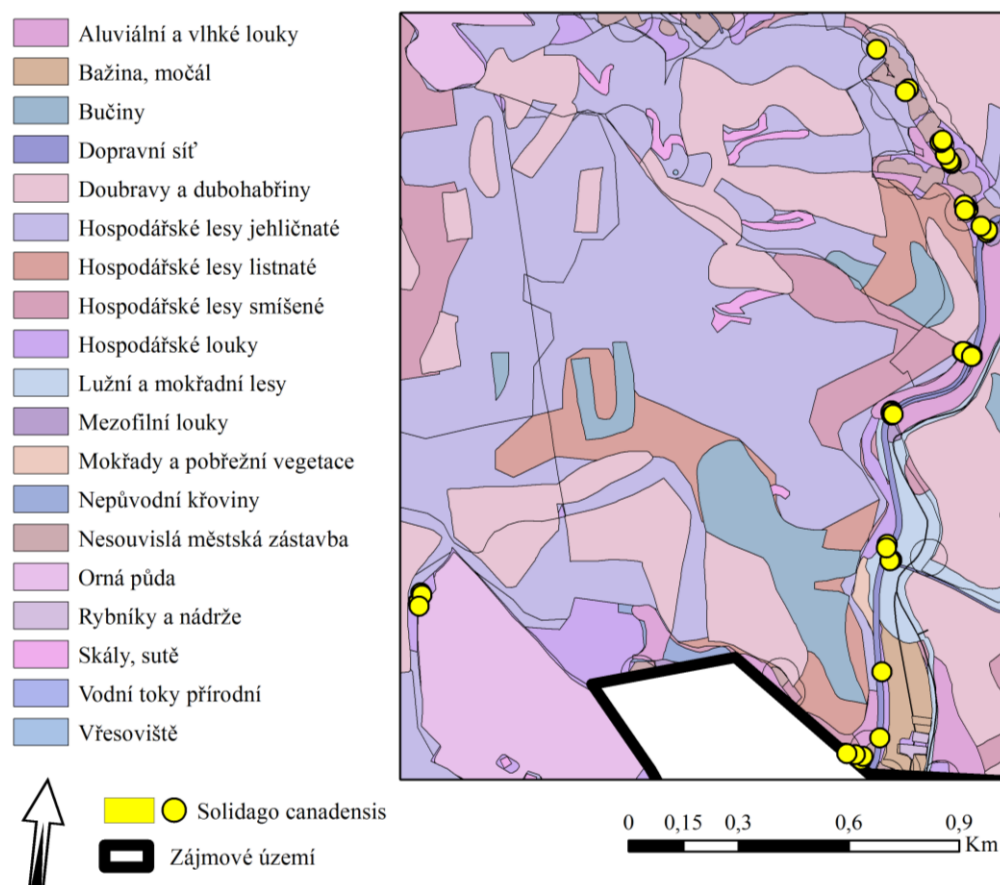 Aluviální a vlhké louky
Bažina, močál
Bučiny
Dopravní síť
Doubravy a dubohabřiny
Hospodářské lesy jehličnaté
Hospodářské lesy listnaté
Hospodářské lesy smíšené
Hospodářské louky
Lužní a mokřadní lesy
Mezofilní louky
Mokřady a pobřežní vegetace
Nepůvodní křoviny
Nesouvislá městská zástavba
Orná půda
Rybníky a nádrže
Skály, sutě
Vodní toky přírodní
Vřesoviště
Solidago canadensis
Zájmové území
0 0,15 0,3 0,6 0,9
Km